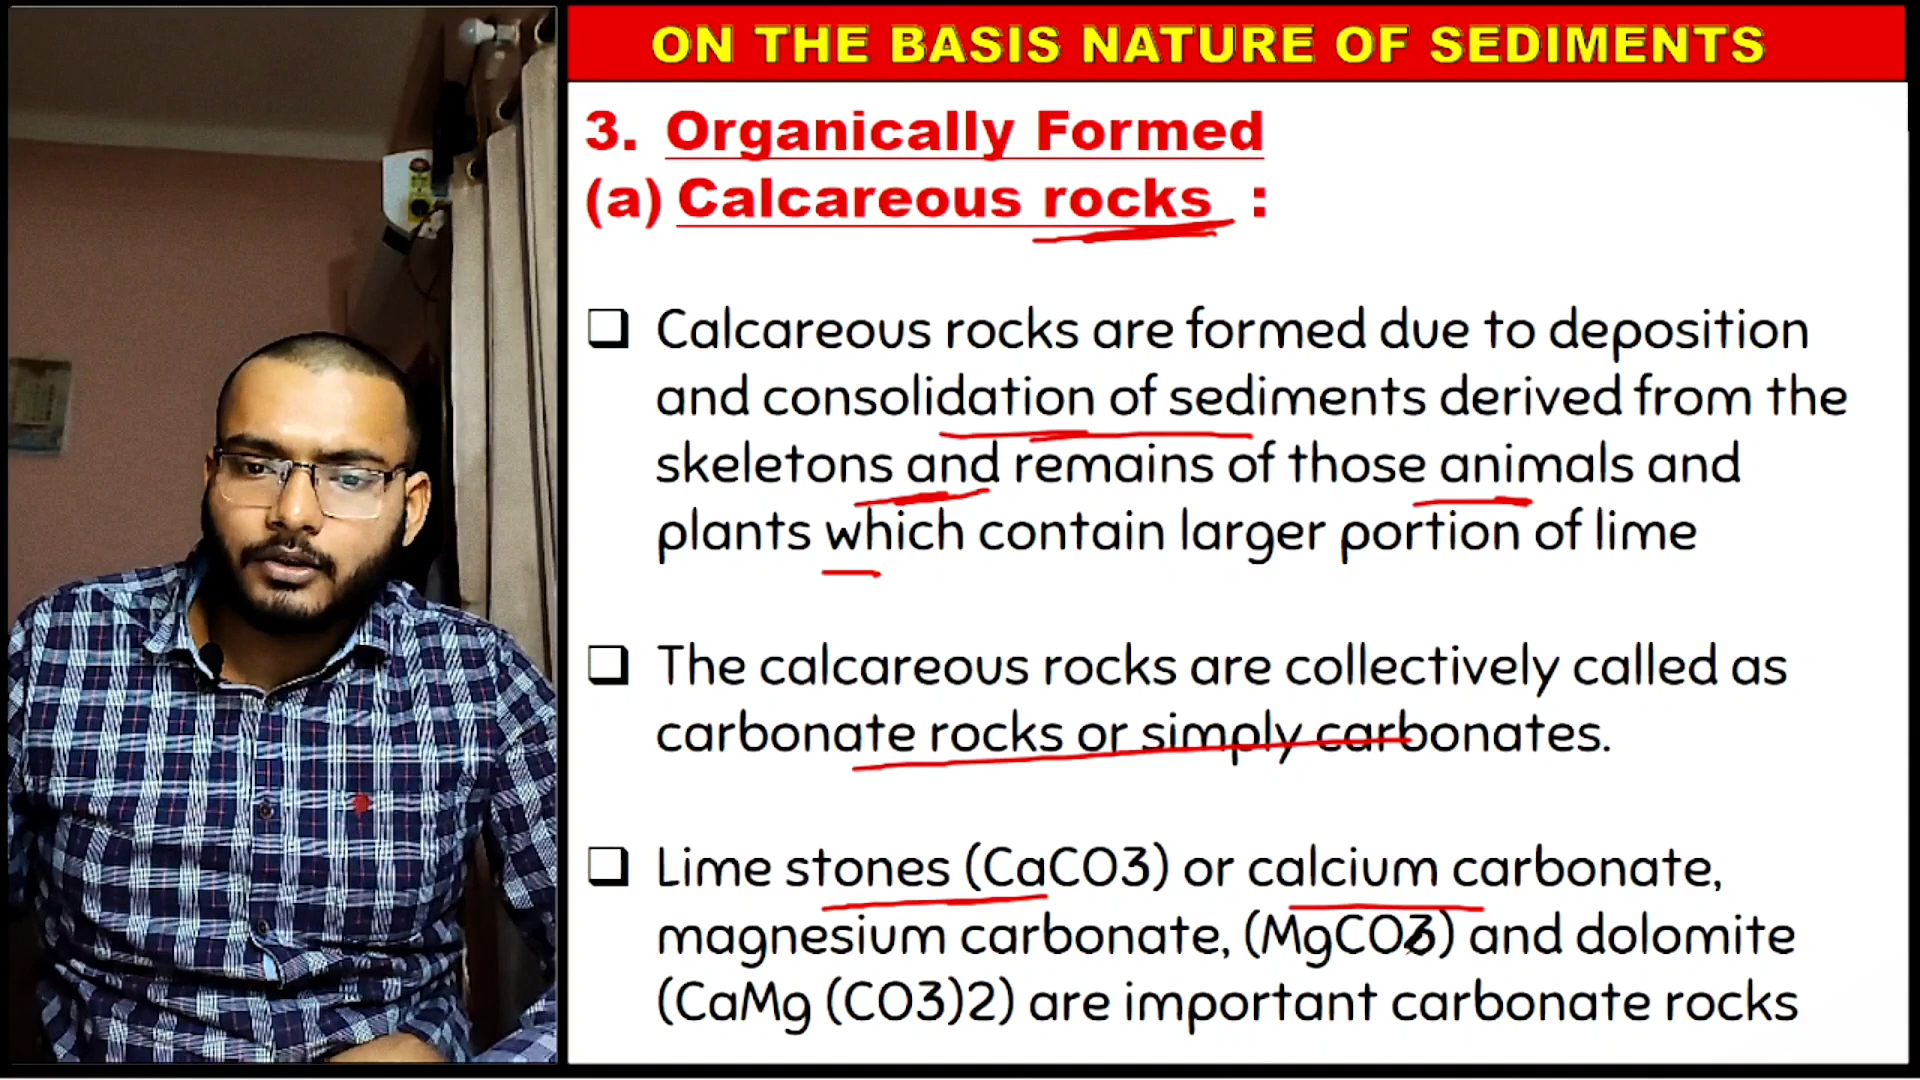 ON THE BASIS NATURE OF SEDIMENTS
3. Organically Formed
(a) Calcareous rocks :
❑ Calcareous rocks are formed due to deposition
and consolidation of sediments derived from the
skeletons and remains of those animals and
plants which contain larger portion of lime
❑ The calcareous rocks are collectively called as
carbonate rocks or simply carbonates.
❑ Lime stones (CaCO3) or calcium carbonate,
magnesium carbonate, (MgCO3) and dolomite
(CaMg (CO3)2) are important carbonate rocks